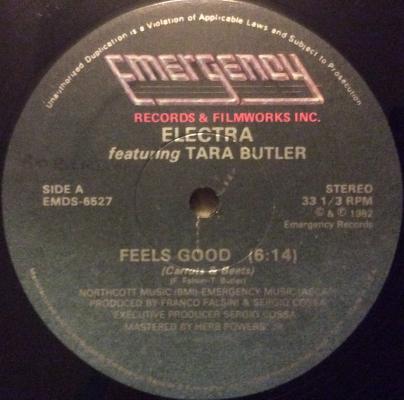 Unauthorized Duplication is a Violation of Applicable Laws and Subject to Prosecution
EMERGENCY
RECORDS & FILMWORKS INC.
ELECTRA
featuring TARA BUTLER
SIDE A
EMDS-6527
STEREO
33 1/3 RPM
© & ℗ 1982
Emergency Records
FEELS GOOD (6:14)
(Carrots & Beets)
(F. Falsini-T. Butler)
NORTHCOTT MUSIC (BMI)-EMERGENCY MUSIC (ASCAP)
PRODUCED BY FRANCO FALSINI & SERGIO COSSA
EXECUTIVE PRODUCER SERGIO COSSA
MASTERED BY HERB POWERS, JR.